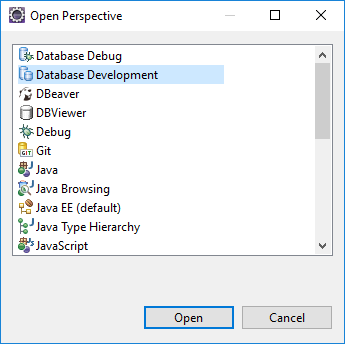 Open Perspective
Database Debug
Database Development
DBeaver
DBViewer
Debug
GIT Git
Java
Java Browsing
Java EE (default)
Java Type Hierarchy
JavaScript
Open
Cancel